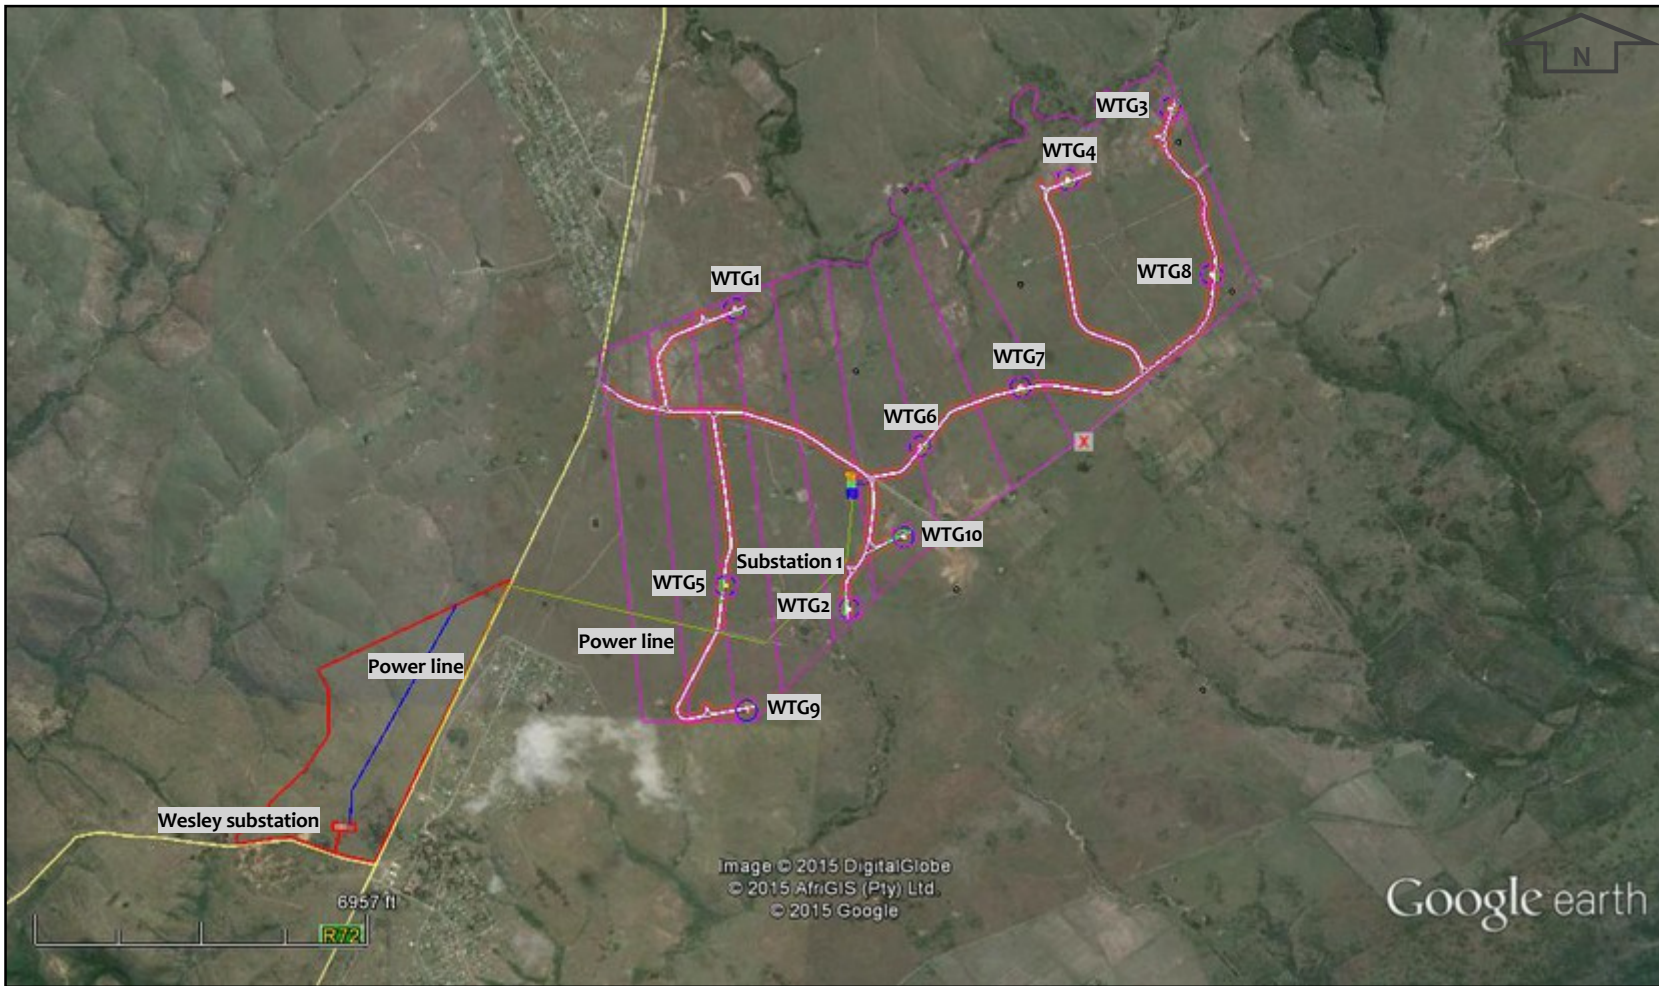 N
WTG3
WTG4
WTG8
WTG1
WTG7
WTG6
WTG10
Substation 1
WTG5
WTG2
Power line
Power line
WTG9
Wesley substation
Image © 2015 DigitalGlobe
© 2015 AfriGIS (Pty) Ltd.
© 2015 Google
Google earth
6957 ft
R72
X